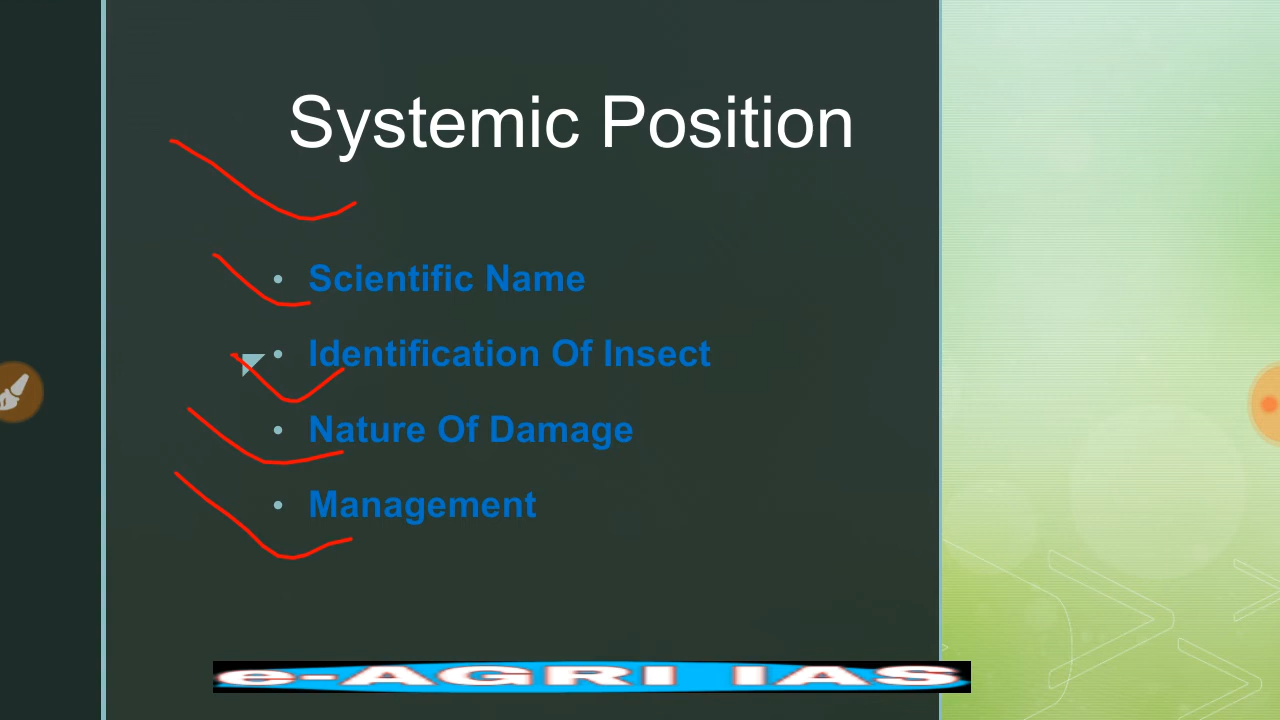 Systemic Position
• Scientific Name
• Identification Of Insect
• Nature Of Damage
• Management
e-AGRI IAS